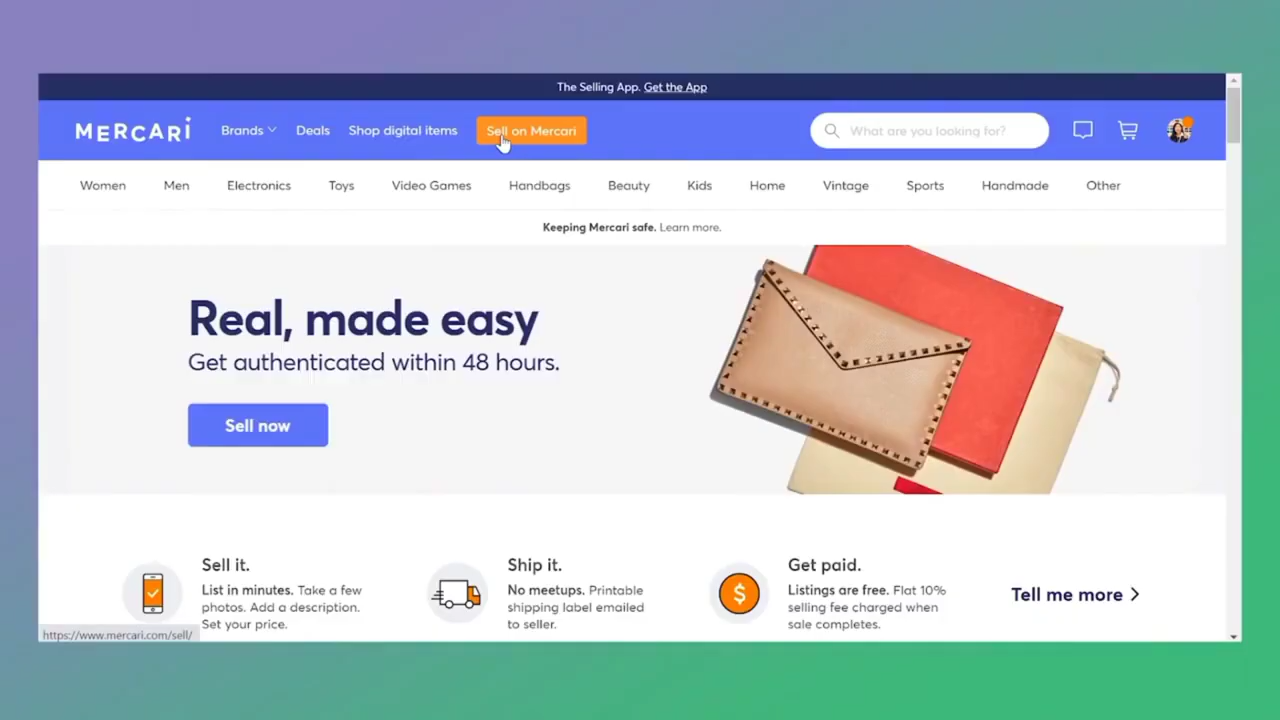 The Selling App. Get the App
MERCARI Brands Deals Shop digital items Sell on Mercari What are you looking for?
Women Men Electronics Toys Video Games Handbags Beauty Kids Home Vintage Sports Handmade Other
Keeping Mercari safe. Learn more.
Real, made easy
Get authenticated within 48 hours.
Sell now
Sell it.
List in minutes. Take a few
photos. Add a description.
Set your price.
Ship it.
No meetups. Printable
shipping label emailed
to seller.
Get paid.
Listings are free. Flat 10%
selling fee charged when
sale completes.
Tell me more
https://www.mercari.com/sell/